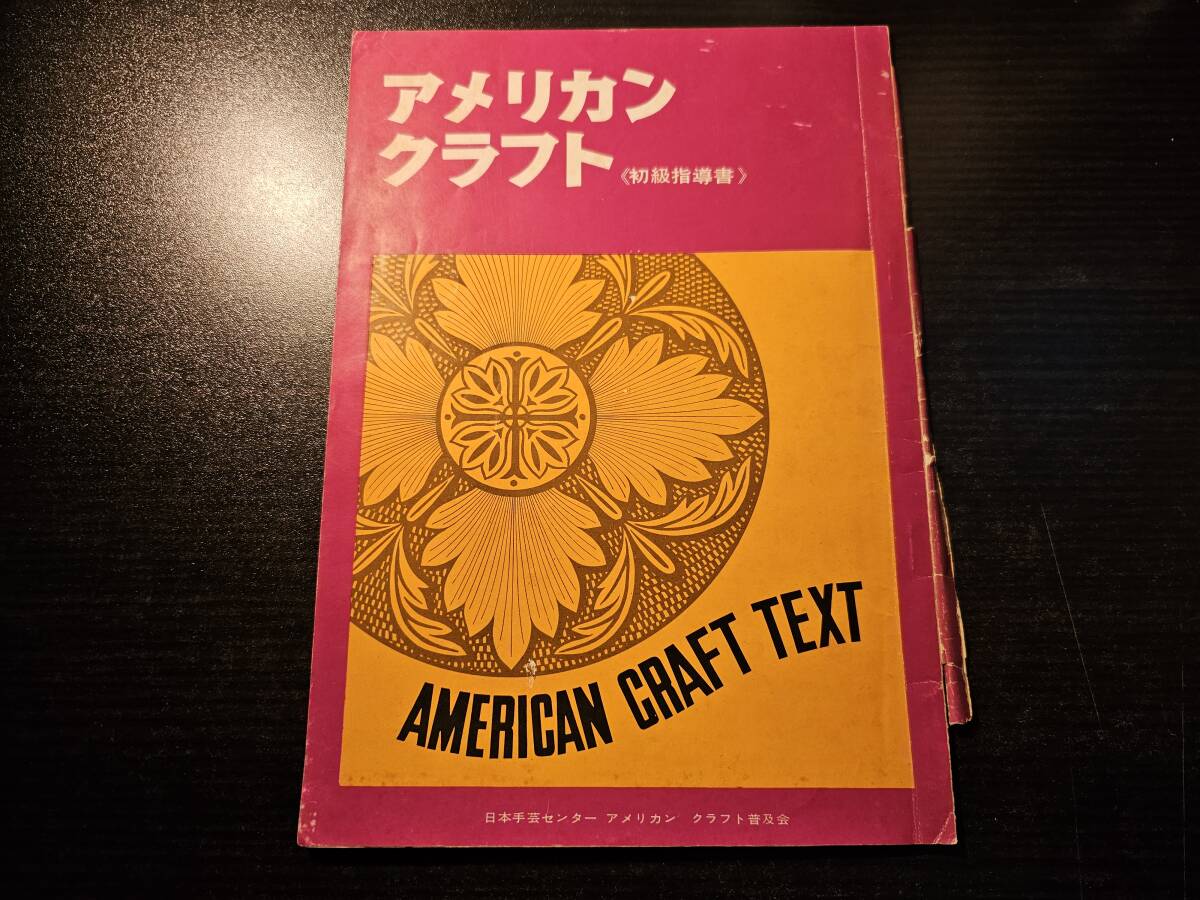 アメリカン
クラフト《初級指導書》
AMERICAN CRAFT TEXT
日本手芸センター アメリカン クラフト普及会